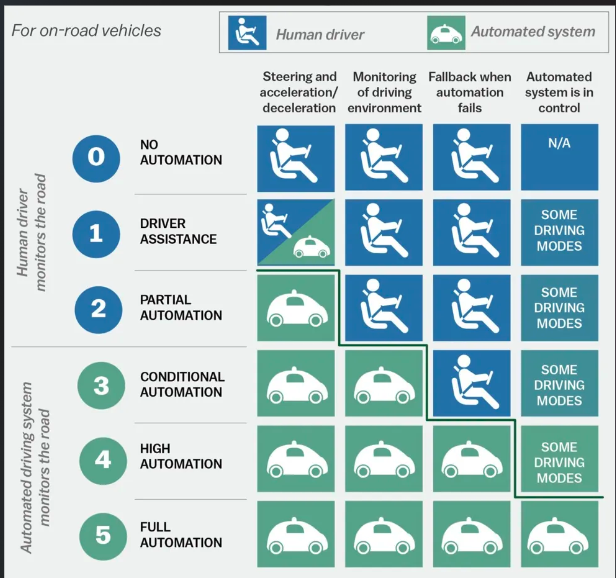 For on-road vehicles
Human driver
Automated system
Steering and
acceleration/
deceleration
Monitoring
of driving
environment
Fallback when
automation
fails
Automated
system is in
control
Human driver
monitors the road
0
NO
AUTOMATION
N/A
1
DRIVER
ASSISTANCE
SOME
DRIVING
MODES
2
PARTIAL
AUTOMATION
SOME
DRIVING
MODES
Automated driving system
monitors the road
3
CONDITIONAL
AUTOMATION
SOME
DRIVING
MODES
4
HIGH
AUTOMATION
SOME
DRIVING
MODES
5
FULL
AUTOMATION